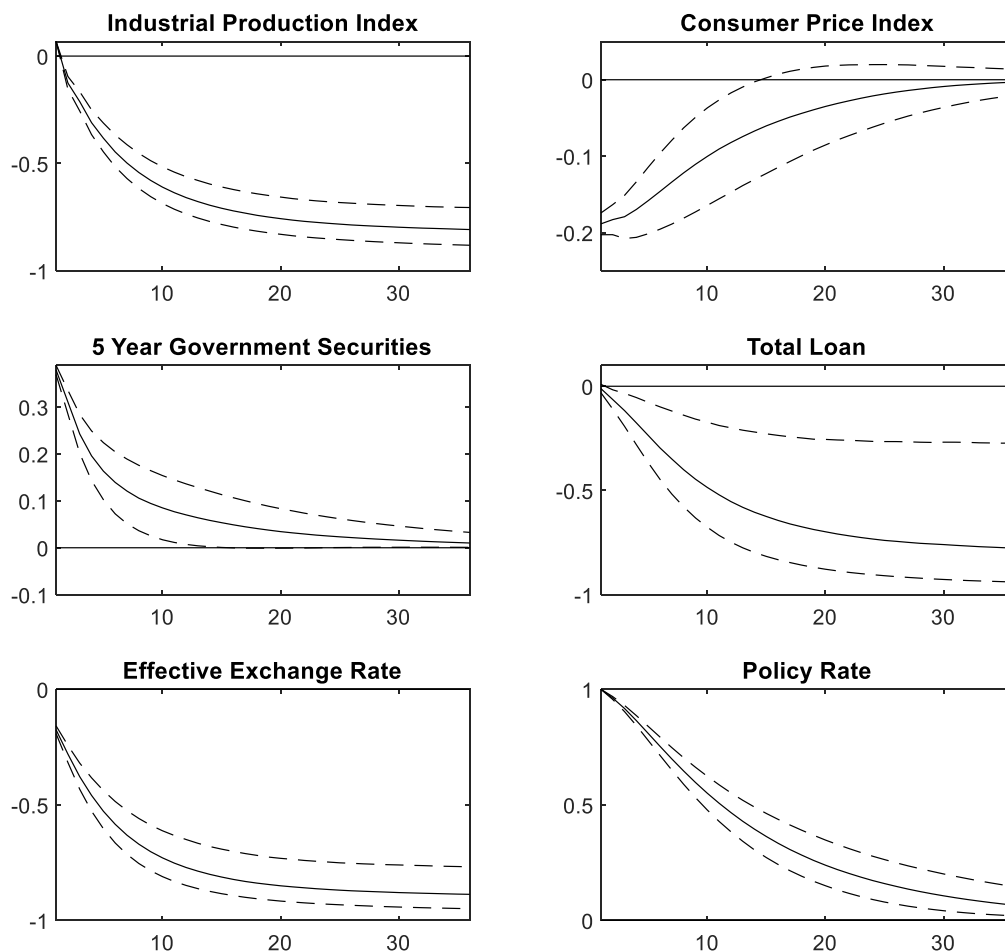 Industrial Production Index
0
-0.5
-1
10 20 30
Consumer Price Index
0
-0.1
-0.2
10 20 30
5 Year Government Securities
0.3
0.2
0.1
0
-0.1
10 20 30
Total Loan
0
-0.5
-1
10 20 30
Effective Exchange Rate
0
-0.5
-1
10 20 30
Policy Rate
1
0.5
0
10 20 30